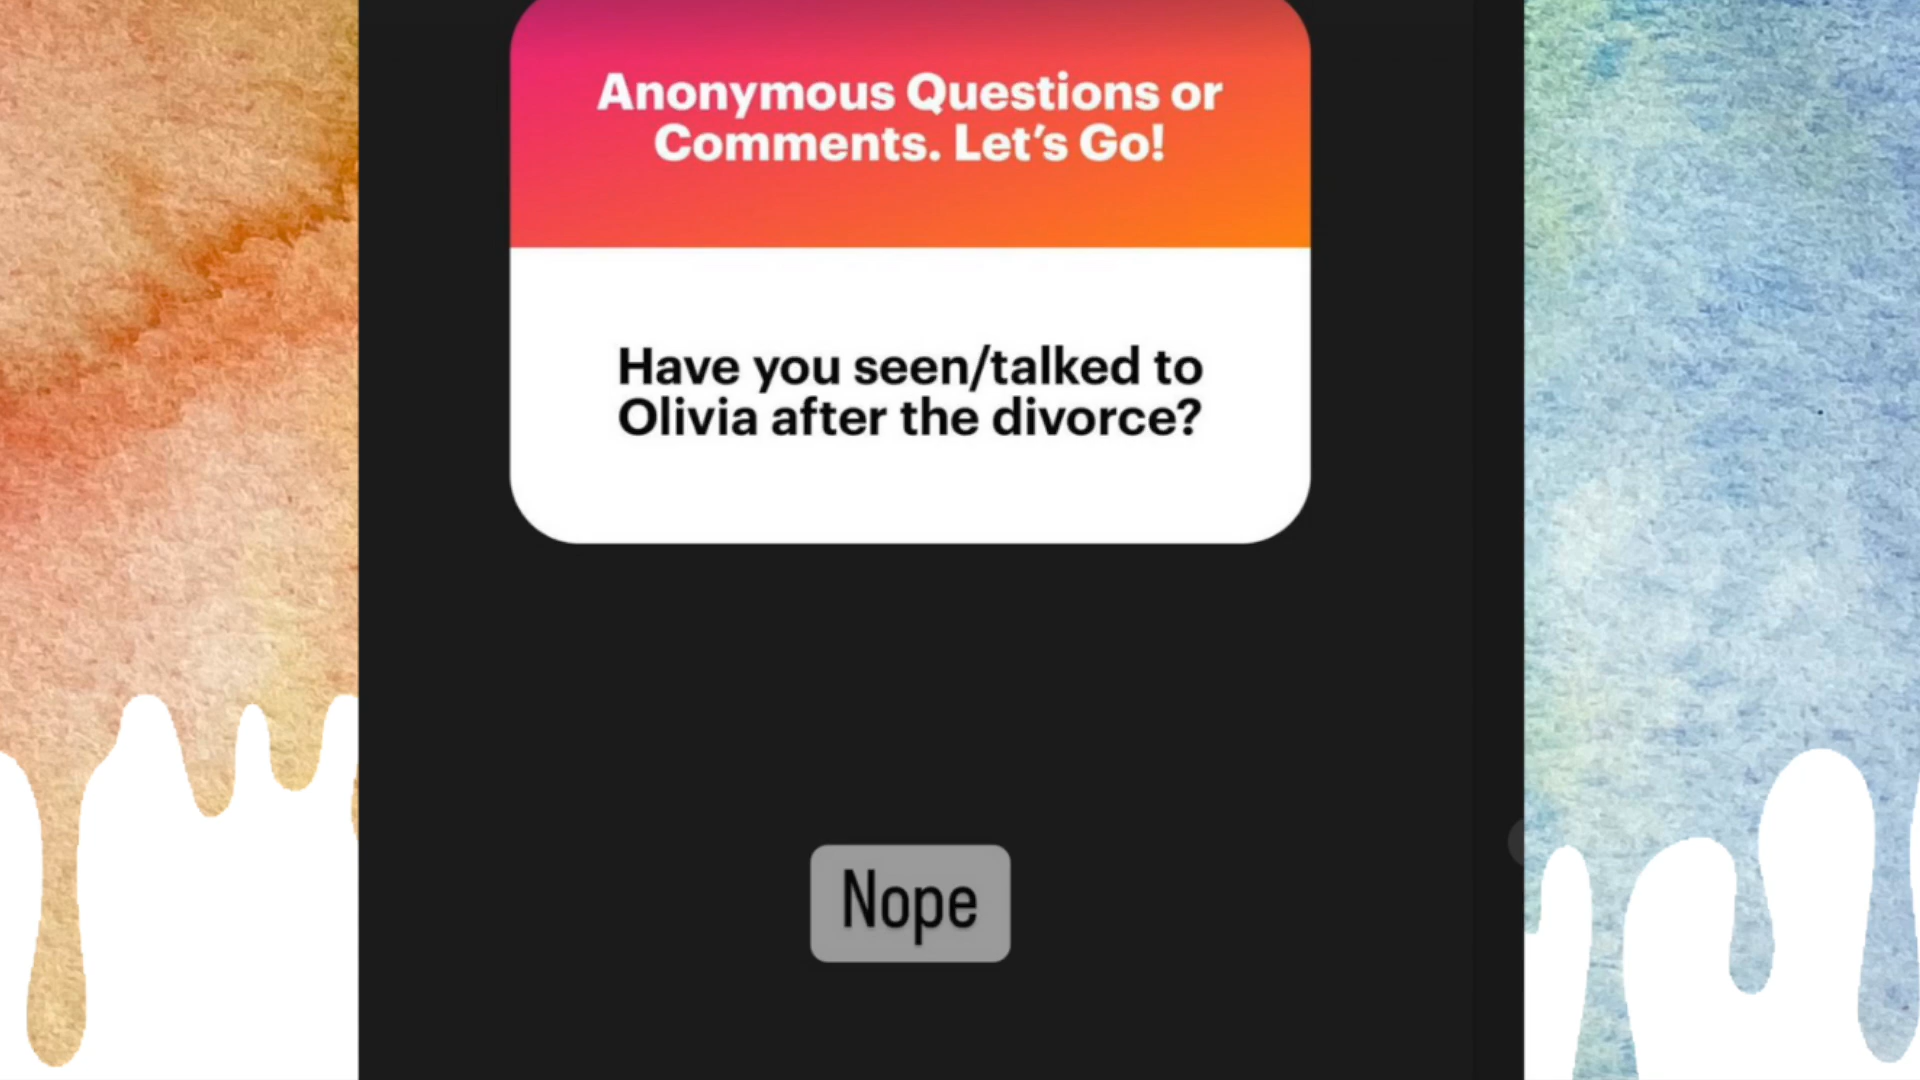 Anonymous Questions or
Comments. Let's Go!
Have you seen/talked to
Olivia after the divorce?
Nope